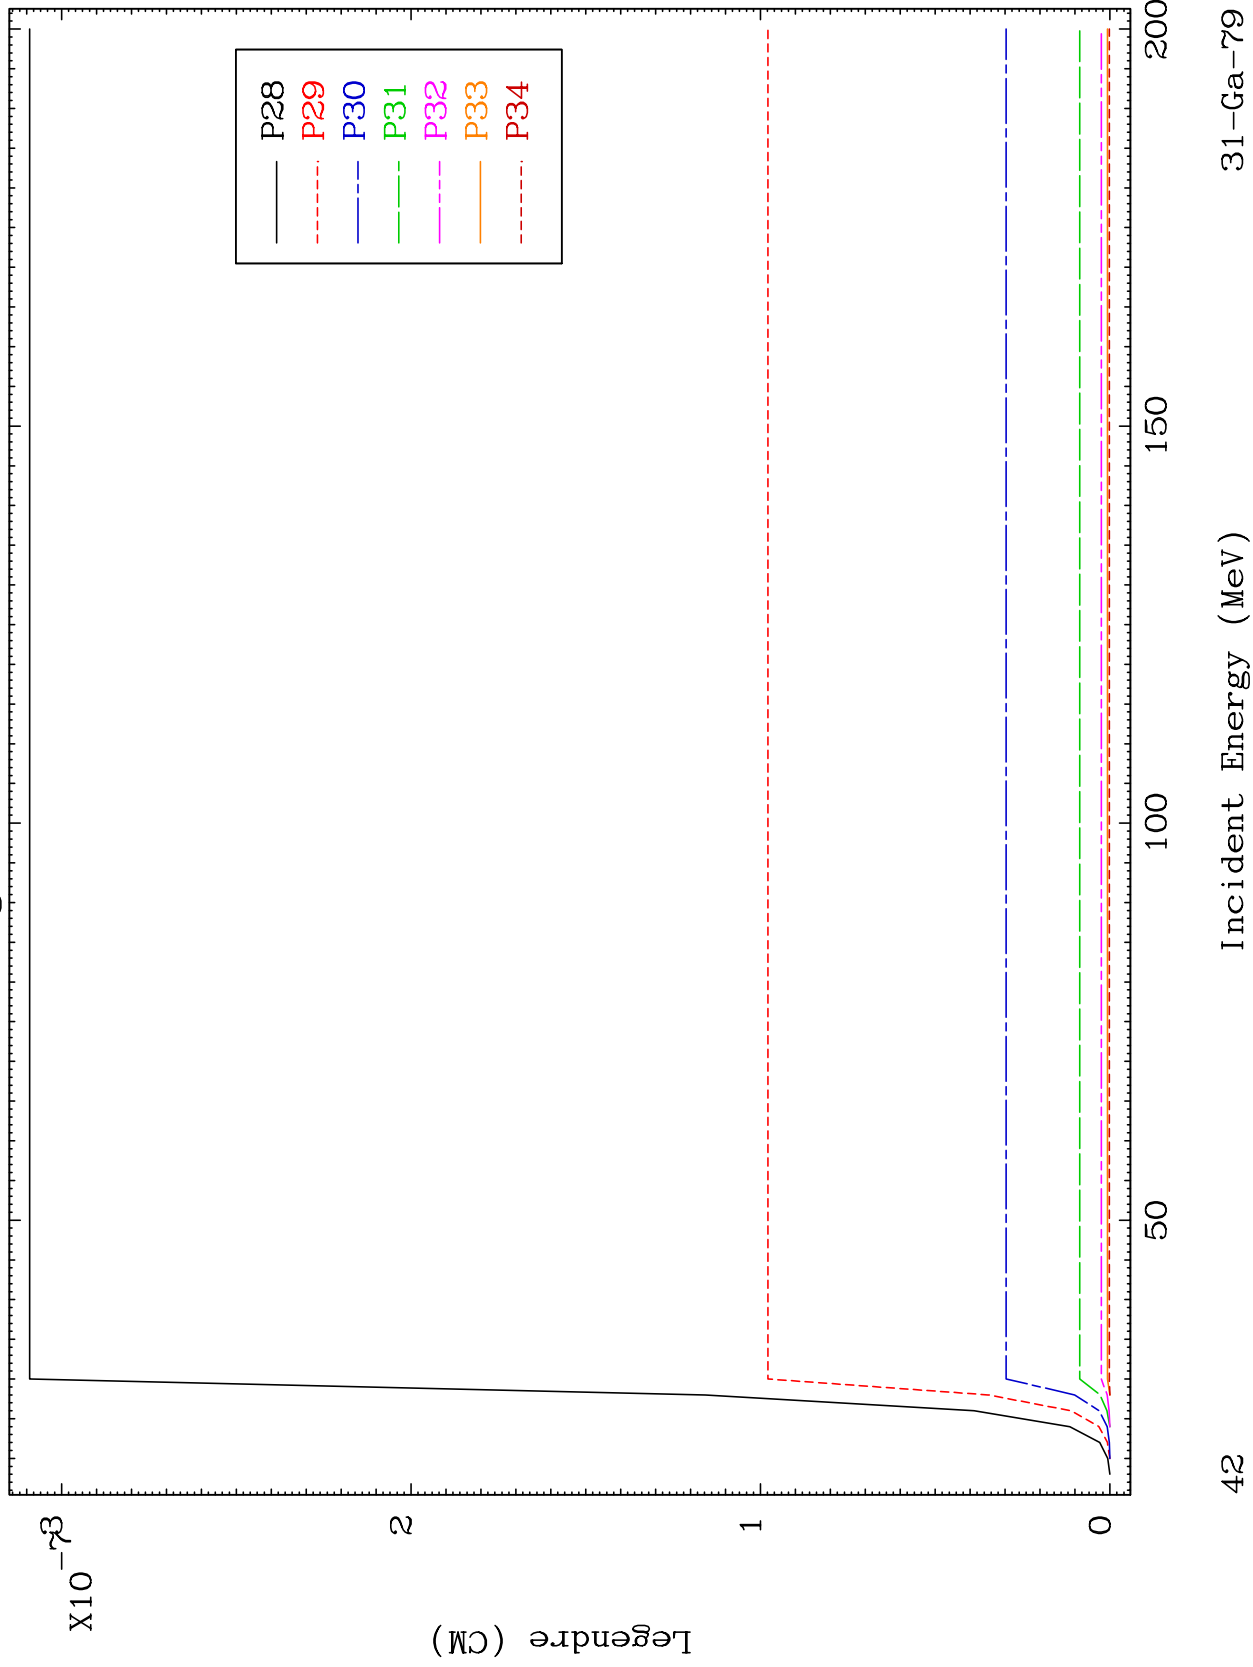 X10⁻⁷
3
2
1
0
Legendre (CM)
P28
P29
P30
P31
P32
P33
P34
50 100 150 200
42 Incident Energy (MeV) 31-Ga-79